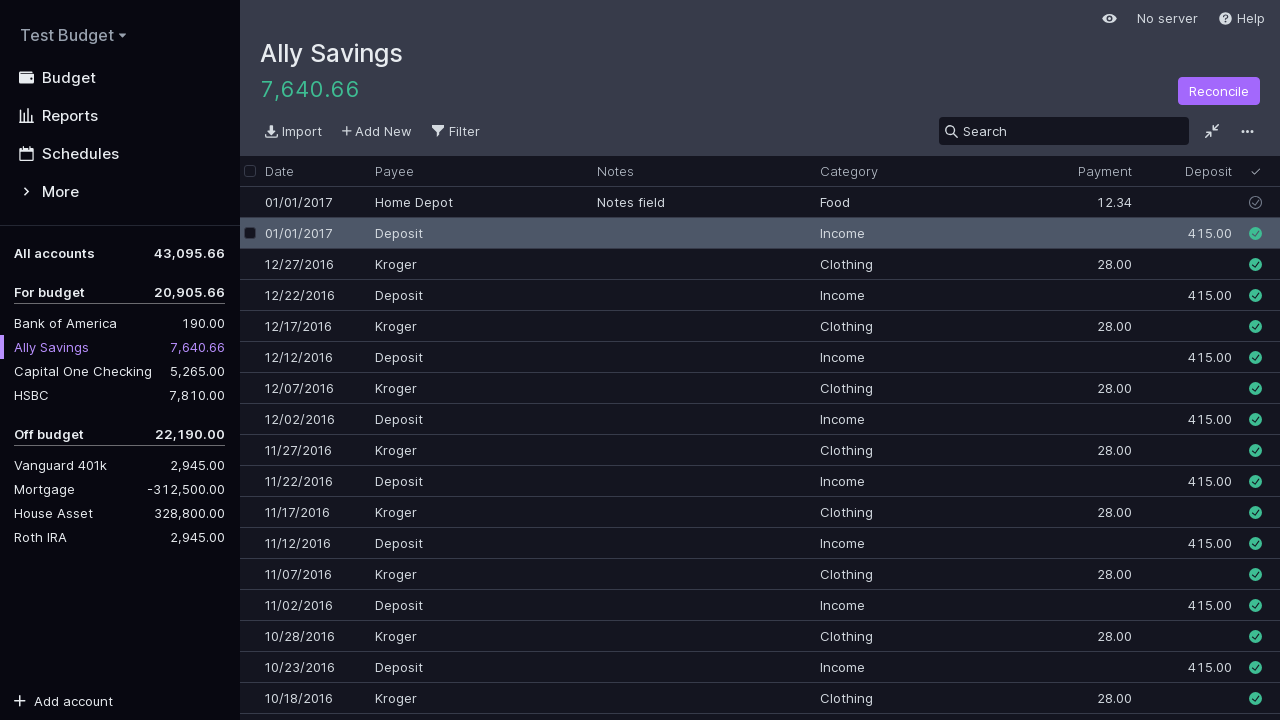 Test Budget
Budget
Reports
Schedules
More
All accounts 43,095.66
For budget 20,905.66
Bank of America 190.00
Ally Savings 7,640.66
Capital One Checking 5,265.00
HSBC 7,810.00
Off budget 22,190.00
Vanguard 401k 2,945.00
Mortgage -312,500.00
House Asset 328,800.00
Roth IRA 2,945.00
Add account
No server Help
Ally Savings
7,640.66
Reconcile
Import Add New Filter Search
Date Payee Notes Category Payment Deposit
01/01/2017 Home Depot Notes field Food 12.34
01/01/2017 Deposit Income 415.00
12/27/2016 Kroger Clothing 28.00
12/22/2016 Deposit Income 415.00
12/17/2016 Kroger Clothing 28.00
12/12/2016 Deposit Income 415.00
12/07/2016 Kroger Clothing 28.00
12/02/2016 Deposit Income 415.00
11/27/2016 Kroger Clothing 28.00
11/22/2016 Deposit Income 415.00
11/17/2016 Kroger Clothing 28.00
11/12/2016 Deposit Income 415.00
11/07/2016 Kroger Clothing 28.00
11/02/2016 Deposit Income 415.00
10/28/2016 Kroger Clothing 28.00
10/23/2016 Deposit Income 415.00
10/18/2016 Kroger Clothing 28.00